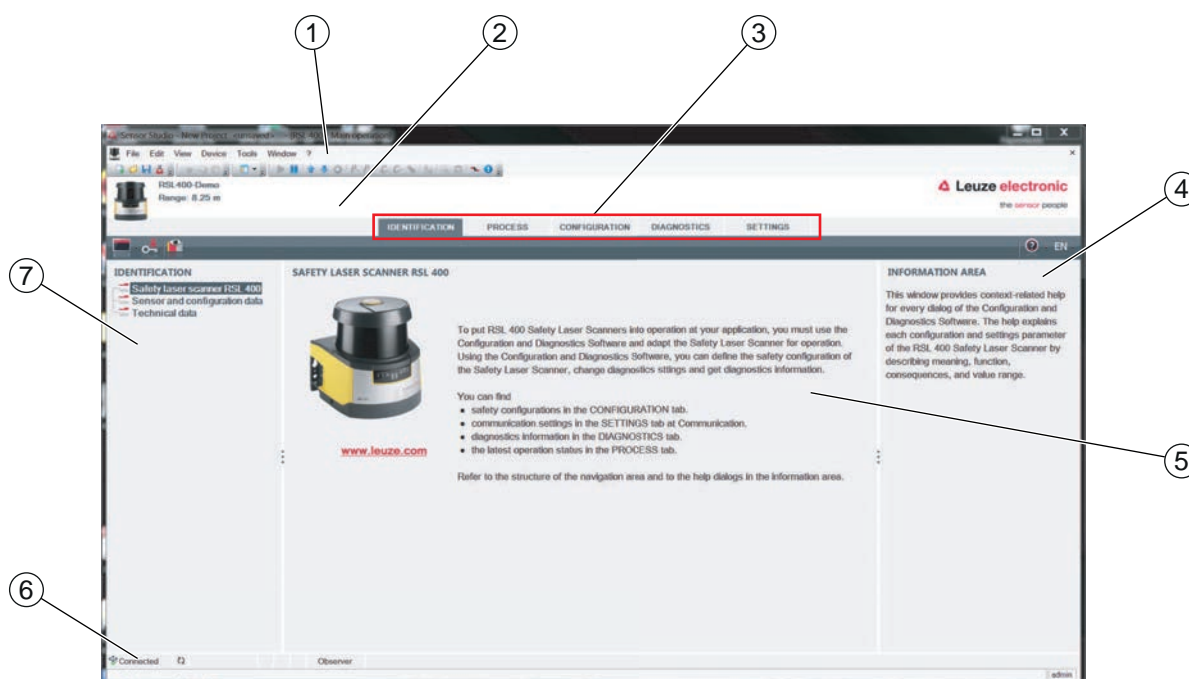 1
2
3
Sensor Studio - New Project <unsaved> - [RSL 400 - Main operation]
File Edit View Device Tools Window ?
RSL400-Demo
Range: 8.25 m
Leuze electronic
the sensor people
4
IDENTIFICATION PROCESS CONFIGURATION DIAGNOSTICS SETTINGS
EN
7
IDENTIFICATION
Safety laser scanner RSL 400
Sensor and configuration data
Technical data
SAFETY LASER SCANNER RSL 400
www.leuze.com
To put RSL 400 Safety Laser Scanners into operation at your application, you must use the
Configuration and Diagnostics Software and adapt the Safety Laser Scanner for operation.
Using the Configuration and Diagnostics Software, you can define the safety configuration of
the Safety Laser Scanner, change diagnostics sttings and get diagnostics information.
You can find
• safety configurations in the CONFIGURATION tab.
• communication settings in the SETTINGS tab at Communication.
• diagnostics information in the DIAGNOSTICS tab.
• the latest operation status in the PROCESS tab.
Refer to the structure of the navigation area and to the help dialogs in the information area.
INFORMATION AREA
This window provides context-related help
for every dialog of the Configuration and
Diagnostics Software. The help explains
each configuration and settings parameter
of the RSL 400 Safety Laser Scanner by
describing meaning, function,
consequences, and value range.
5
6
Connected
Observer
admin